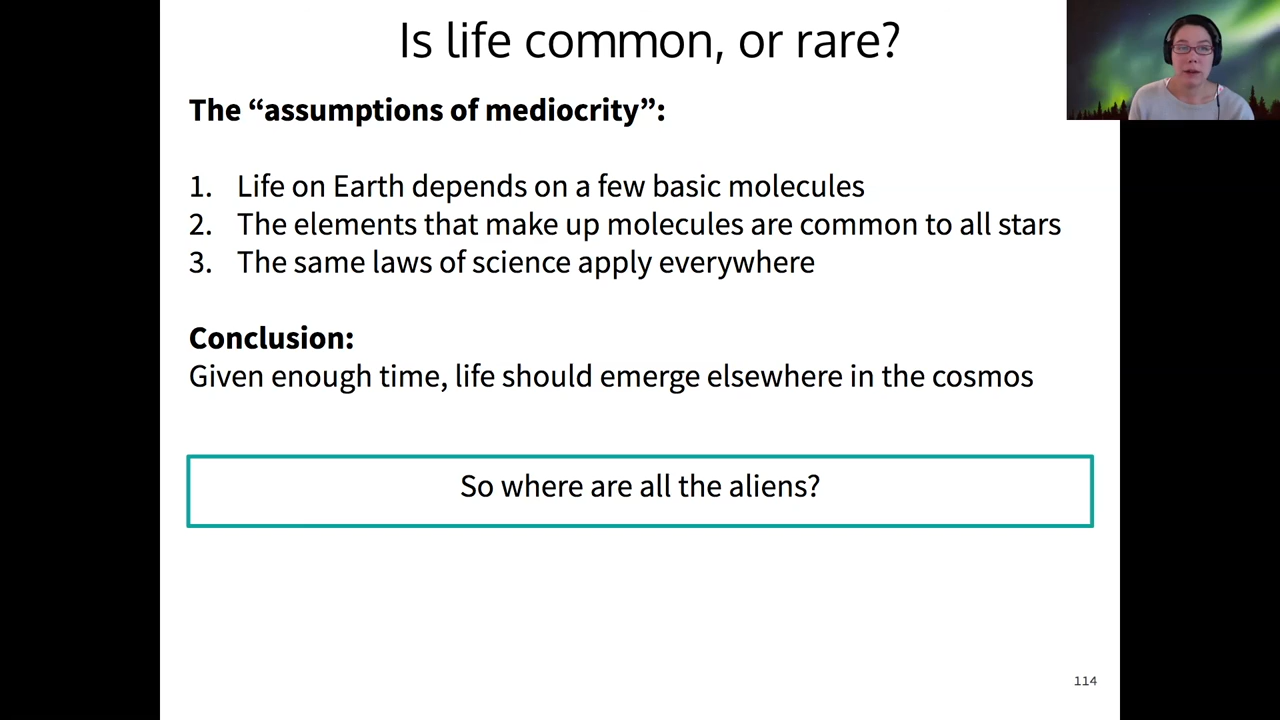 Is life common, or rare?
The “assumptions of mediocrity”:
1. Life on Earth depends on a few basic molecules
2. The elements that make up molecules are common to all stars
3. The same laws of science apply everywhere
Conclusion:
Given enough time, life should emerge elsewhere in the cosmos
So where are all the aliens?
114